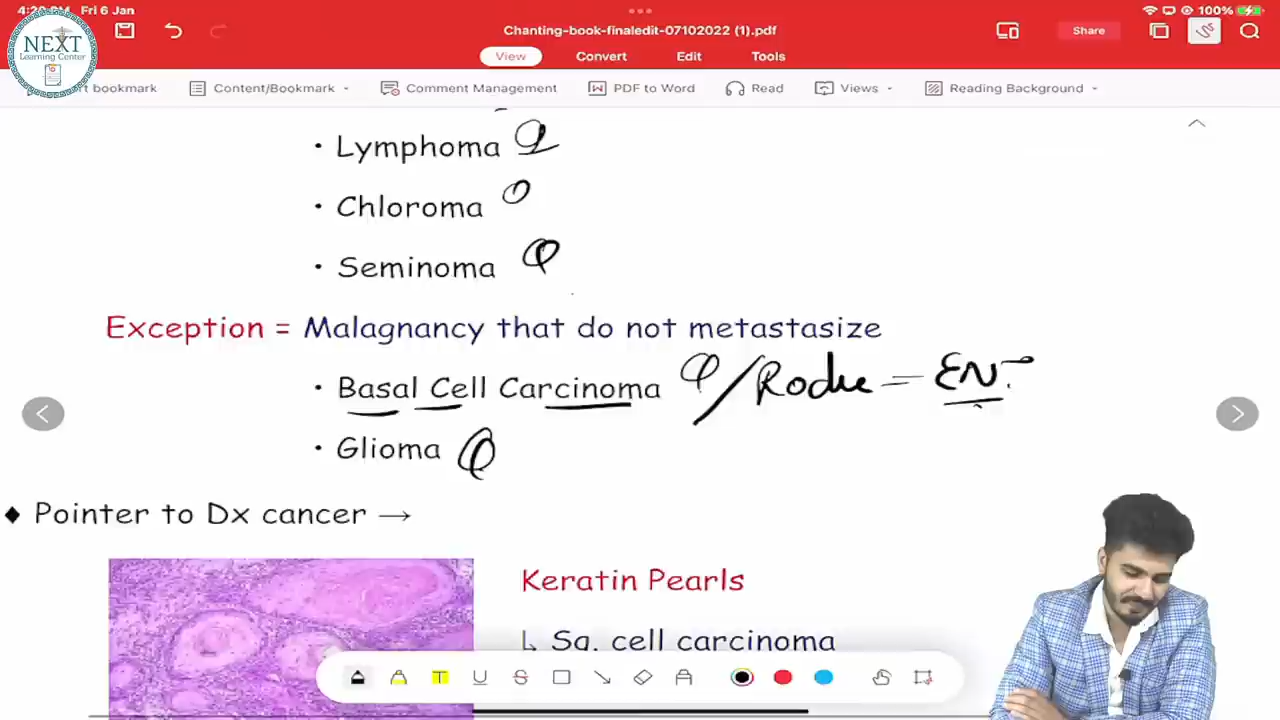 4:20 PM Fri 6 Jan
100%
NEXT
Learning Center
Chanting-book-finaledit-07102022 (1).pdf
Share
View Convert Edit Tools
bookmark Content/Bookmark Comment Management PDF to Word Read Views Reading Background
• Lymphoma
• Chloroma
• Seminoma
Exception = Malagnancy that do not metastasize
• Basal Cell Carcinoma / = ENT
• Glioma
◆ Pointer to Dx cancer →
Keratin Pearls
↳ Sq. cell carcinoma